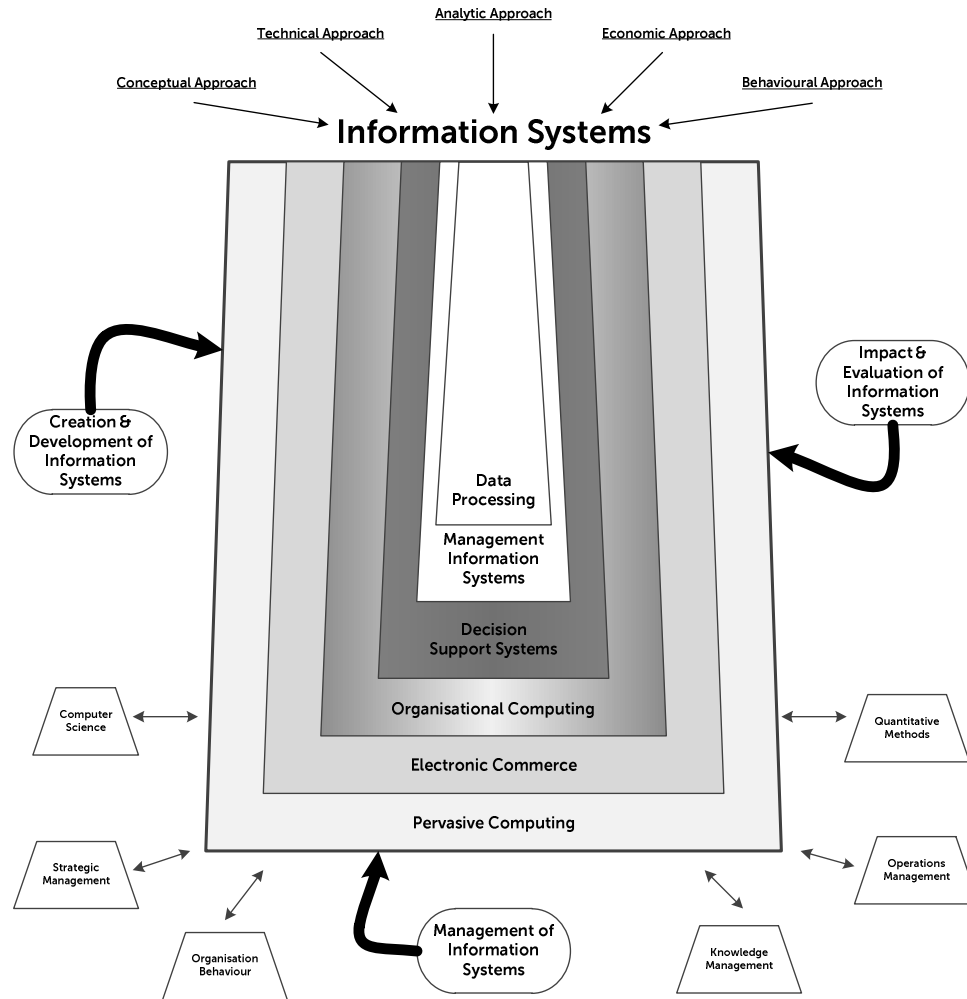 Analytic Approach
Technical Approach
Economic Approach
Conceptual Approach
Behavioural Approach
Information Systems
Creation &
Development of
Information
Systems
Impact &
Evaluation of
Information
Systems
Data
Processing
Management
Information
Systems
Decision
Support Systems
Organisational Computing
Electronic Commerce
Pervasive Computing
Computer
Science
Quantitative
Methods
Strategic
Management
Operations
Management
Organisation
Behaviour
Management of
Information
Systems
Knowledge
Management